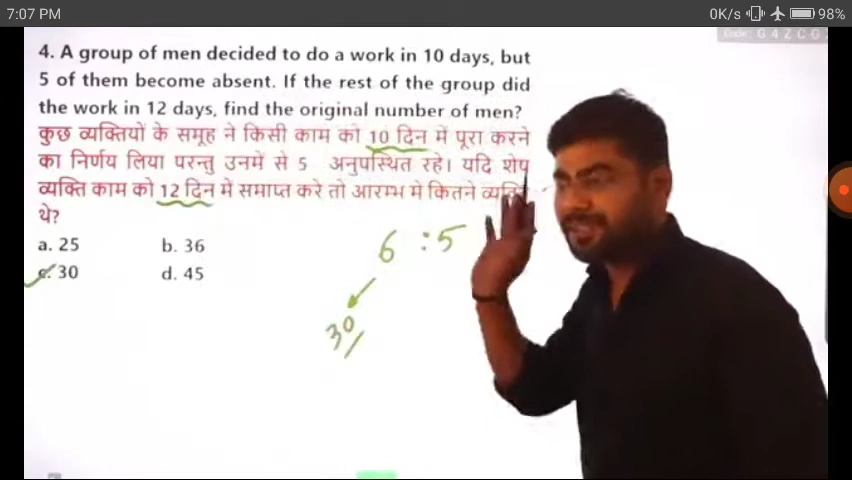 7:07 PM
0K/s 98%
Code: G 4 Z C G
4. A group of men decided to do a work in 10 days, but
5 of them become absent. If the rest of the group did
the work in 12 days, find the original number of men?
कुछ व्यक्तियों के समूह ने किसी काम को 10 दिन में पूरा करने
का निर्णय लिया परन्तु उनमें से 5 अनुपस्थित रहे। यदि शेष
व्यक्ति काम को 12 दिन में समाप्त करे तो आरम्भ मे कितने
थे?
6 : 5
a. 25 b. 36
c. 30 d. 45
30